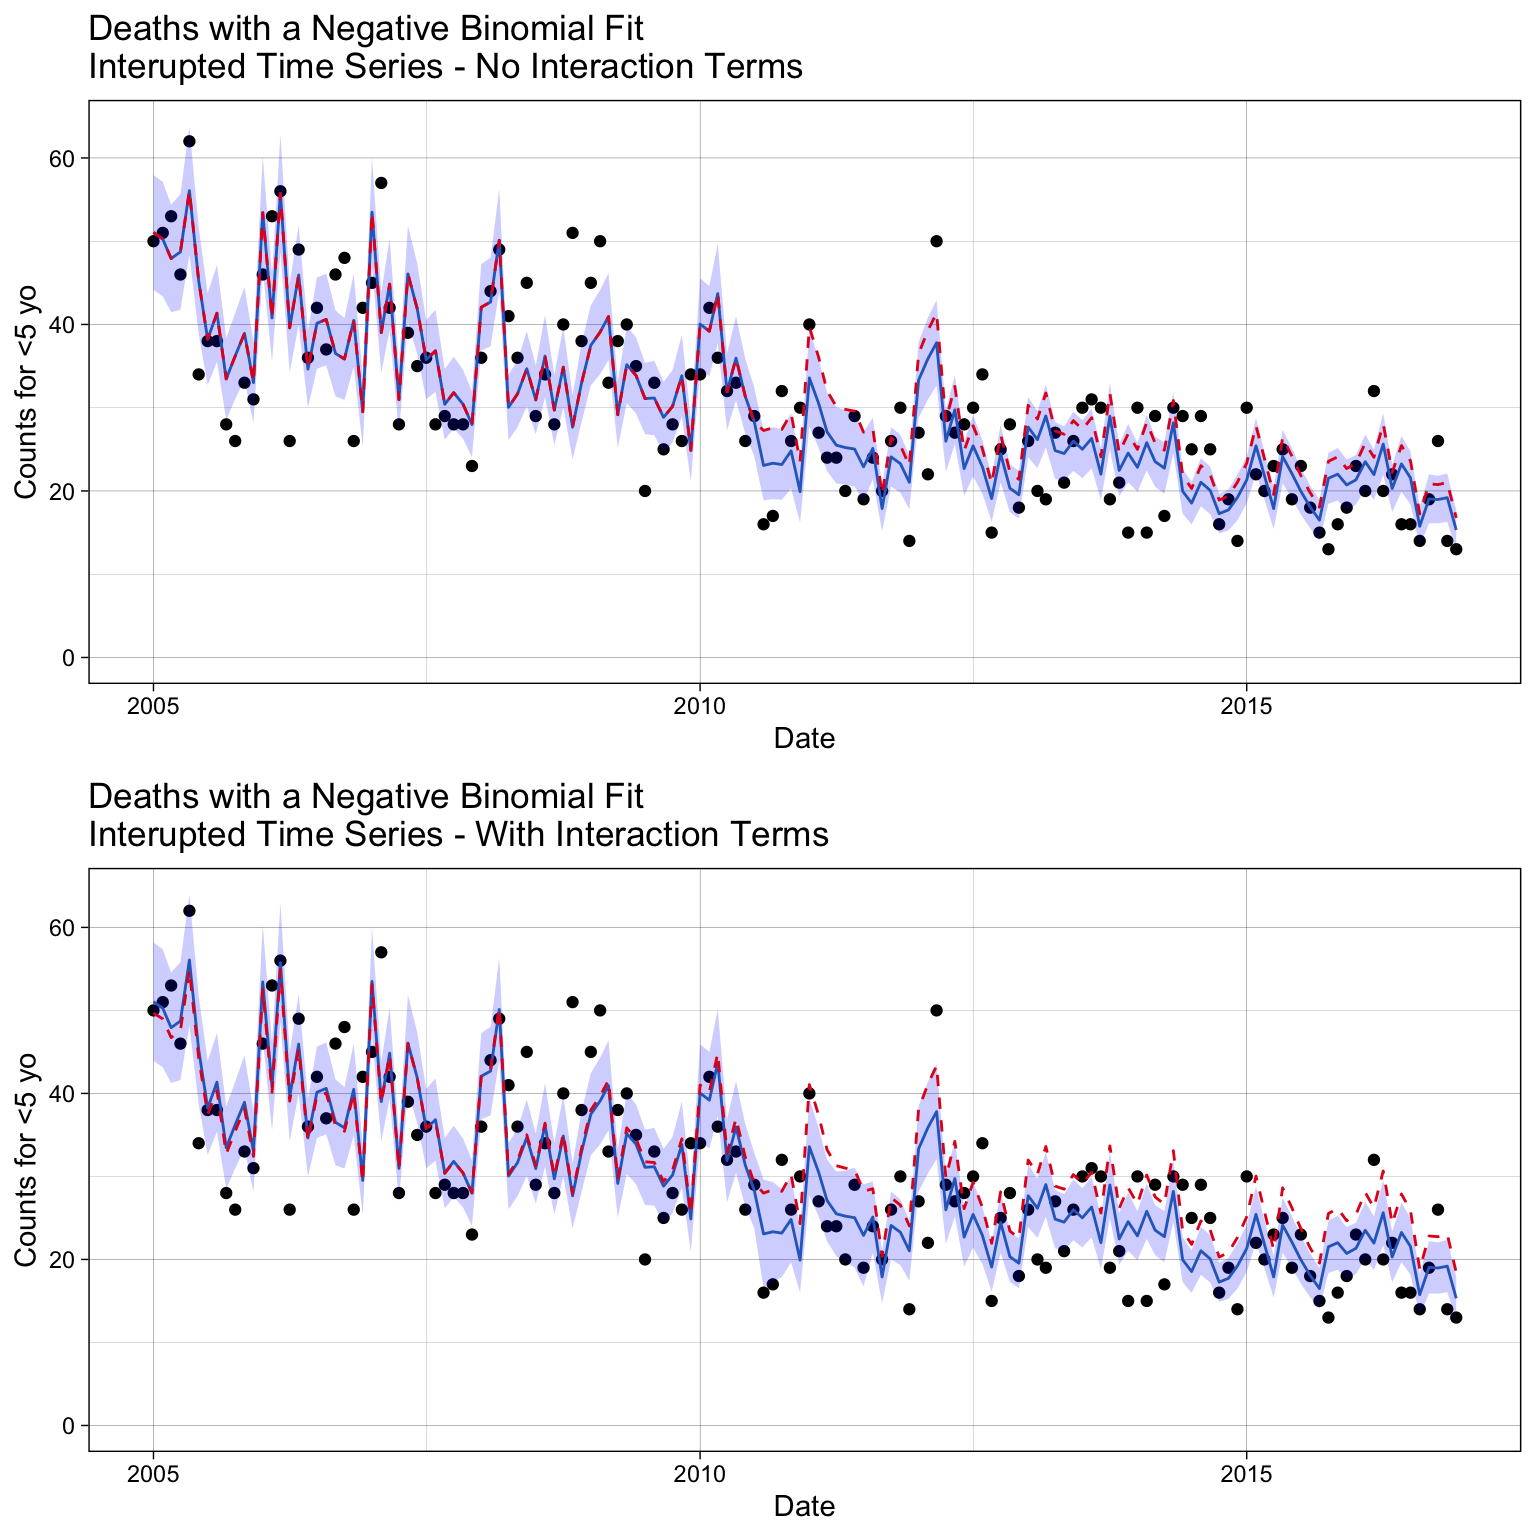 Deaths with a Negative Binomial Fit
Interupted Time Series - No Interaction Terms
Counts for <5 yo
60
40
20
0
2005
2010
2015
Date
Deaths with a Negative Binomial Fit
Interupted Time Series - With Interaction Terms
Counts for <5 yo
60
40
20
0
2005
2010
2015
Date